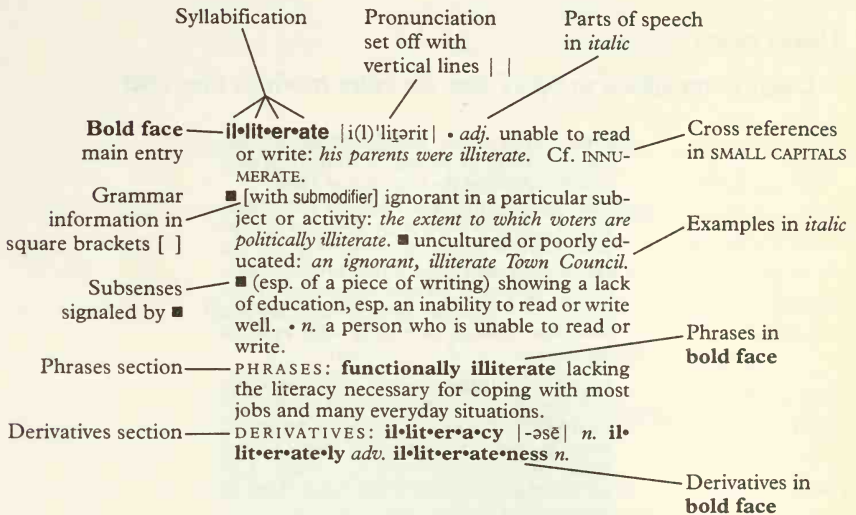 Syllabification
Pronunciation
set off with
vertical lines | |
Parts of speech
in italic
Bold face
main entry
il•lit•er•ate |i(l)'litərit| • adj. unable to read
or write: his parents were illiterate. Cf. INNU-
MERATE.
Cross references
in SMALL CAPITALS
Grammar
information in
square brackets [ ]
■ [with submodifier] ignorant in a particular sub-
ject or activity: the extent to which voters are
politically illiterate. ■ uncultured or poorly ed-
ucated: an ignorant, illiterate Town Council.
Examples in italic
Subsenses
signaled by ■
■ (esp. of a piece of writing) showing a lack
of education, esp. an inability to read or write
well. • n. a person who is unable to read or
write.
Phrases in
bold face
Phrases section
PHRASES: functionally illiterate lacking
the literacy necessary for coping with most
jobs and many everyday situations.
Derivatives section
DERIVATIVES: il•lit•er•a•cy |-əsē| n. il•
lit•er•ate•ly adv. il•lit•er•ate•ness n.
Derivatives in
bold face